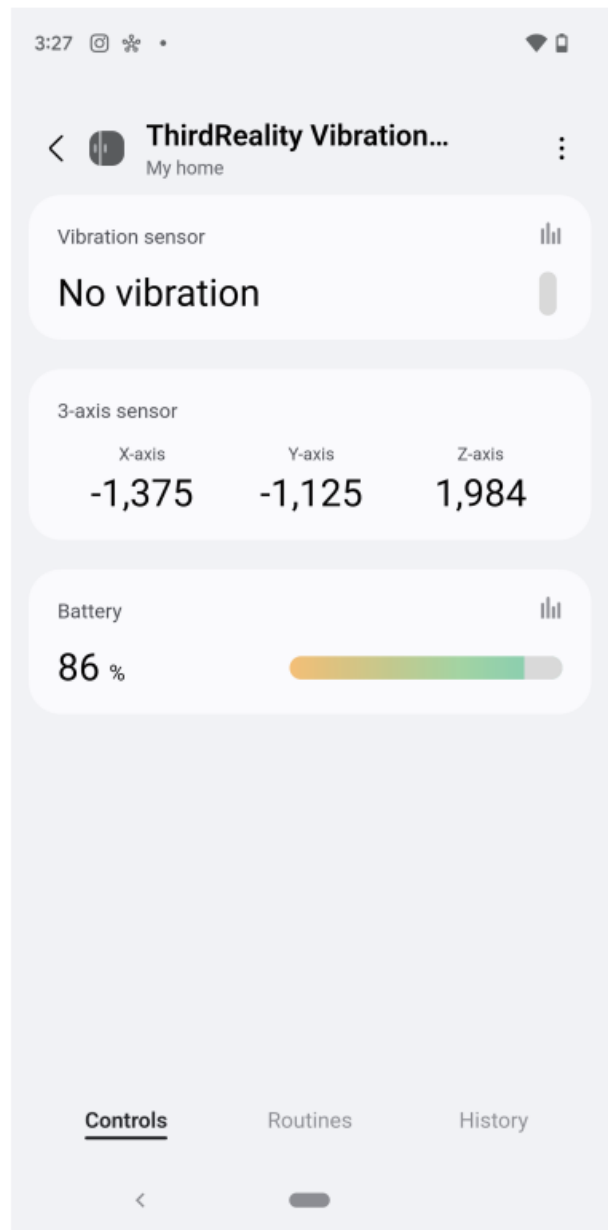 3:27
ThirdReality Vibration...
My home
Vibration sensor
No vibration
3-axis sensor
X-axis Y-axis Z-axis
-1,375 -1,125 1,984
Battery
86 %
Controls Routines History